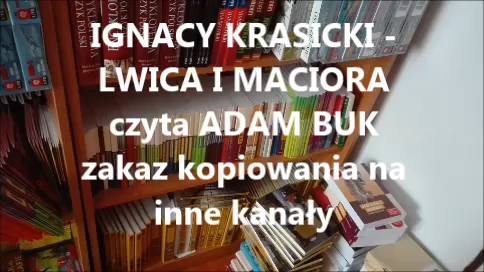 IGNACY KRASICKI -
LWICA I MACIORA
czyta ADAM BUK
zakaz kopiowania na
inne kanały